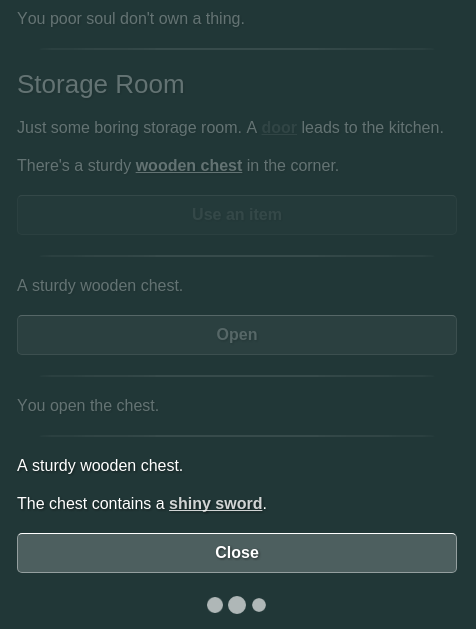 You poor soul don't own a thing.
Storage Room
Just some boring storage room. A door leads to the kitchen.
There's a sturdy wooden chest in the corner.
Use an item
A sturdy wooden chest.
Open
You open the chest.
A sturdy wooden chest.
The chest contains a shiny sword.
Close